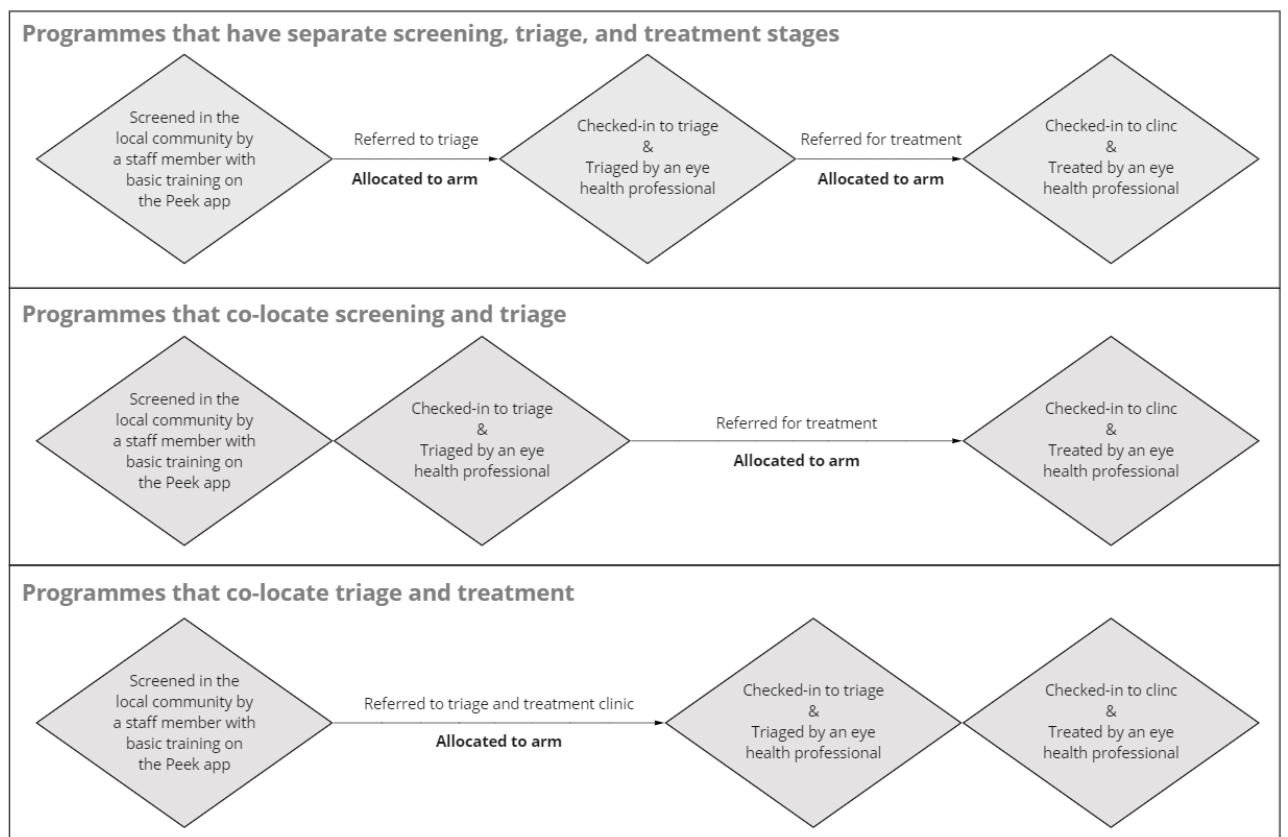 Programmes that have separate screening, triage, and treatment stages
Screened in the
local community by
a staff member with
basic training on
the Peek app
Referred to triage
Allocated to arm
Checked-in to triage
&
Triaged by an eye
health professional
Referred for treatment
Allocated to arm
Checked-in to clinc
&
Treated by an eye
health professional
Programmes that co-locate screening and triage
Screened in the
local community by
a staff member with
basic training on
the Peek app
Checked-in to triage
&
Triaged by an eye
health professional
Referred for treatment
Allocated to arm
Checked-in to clinc
&
Treated by an eye
health professional
Programmes that co-locate triage and treatment
Screened in the
local community by
a staff member with
basic training on
the Peek app
Referred to triage and treatment clinic
Allocated to arm
Checked-in to triage
&
Triaged by an eye
health professional
Checked-in to clinc
&
Treated by an eye
health professional